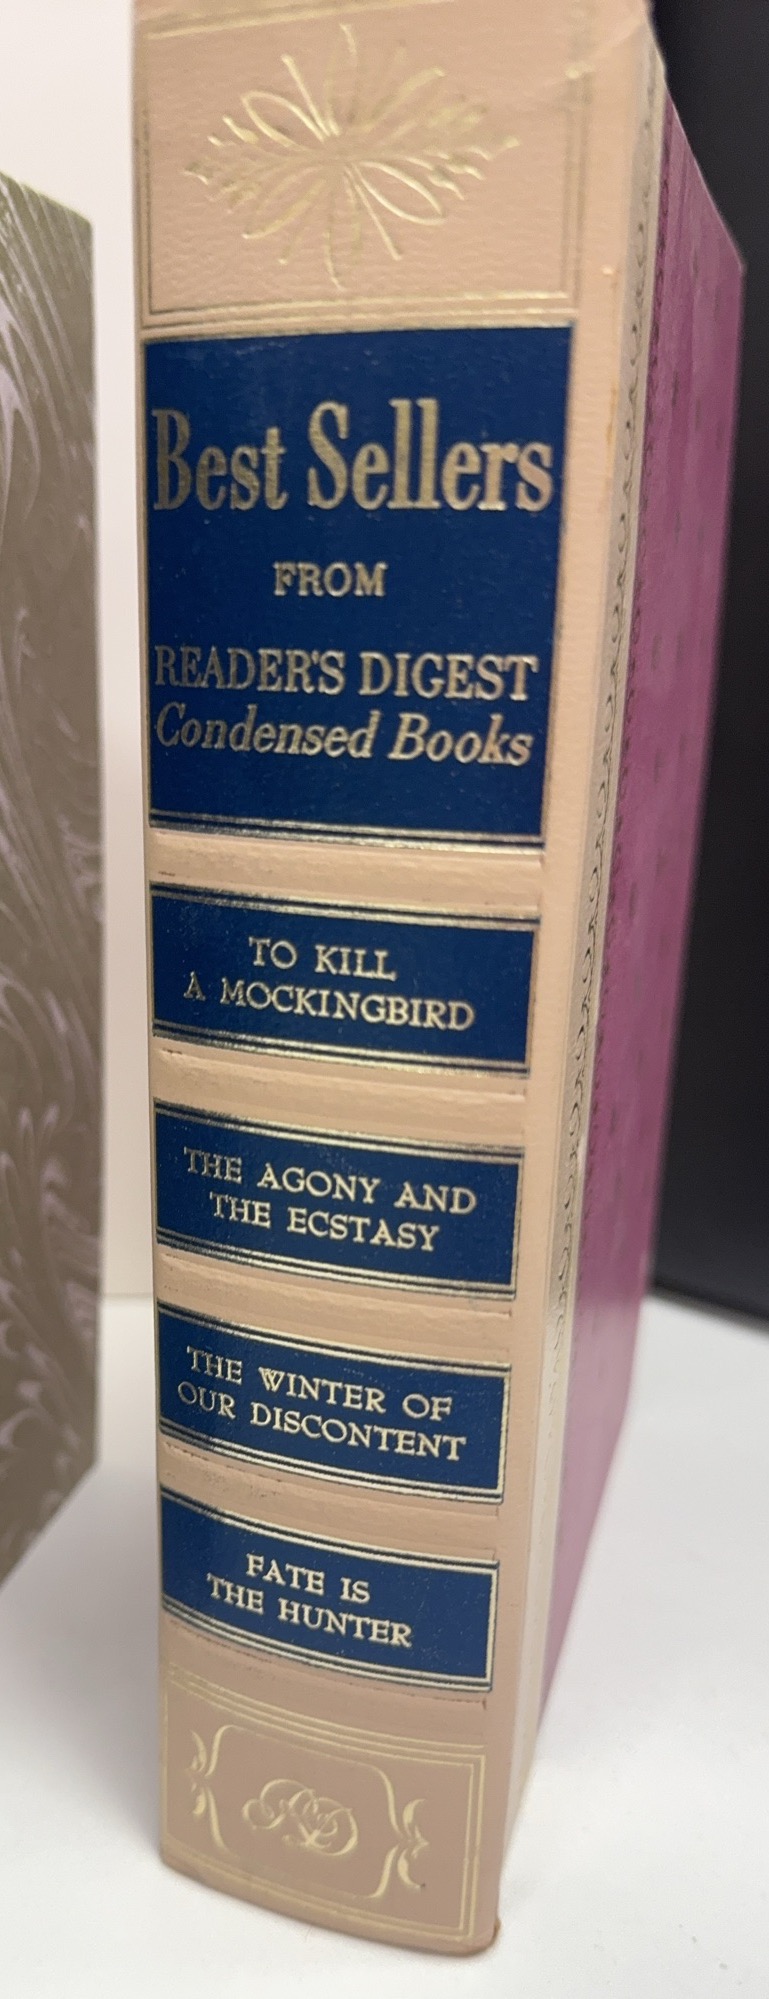 Best Sellers
FROM
READER'S DIGEST
Condensed Books
TO KILL
A MOCKINGBIRD
THE AGONY AND
THE ECSTASY
THE WINTER OF
OUR DISCONTENT
FATE IS
THE HUNTER